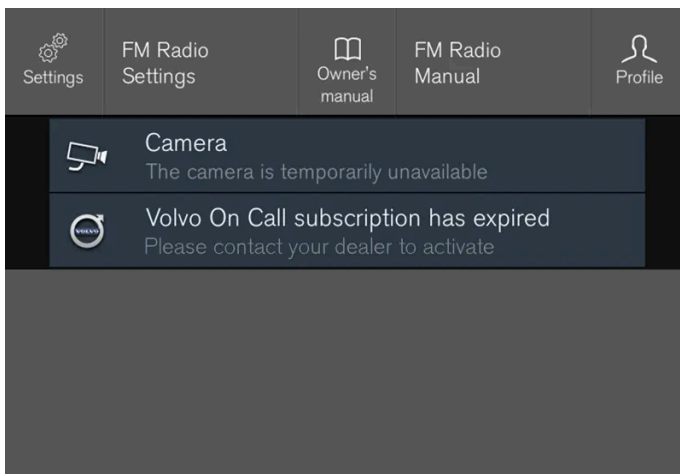 Settings
FM Radio
Settings
Owner's
manual
FM Radio
Manual
Profile
Camera
The camera is temporarily unavailable
VOLVO
Volvo On Call subscription has expired
Please contact your dealer to activate